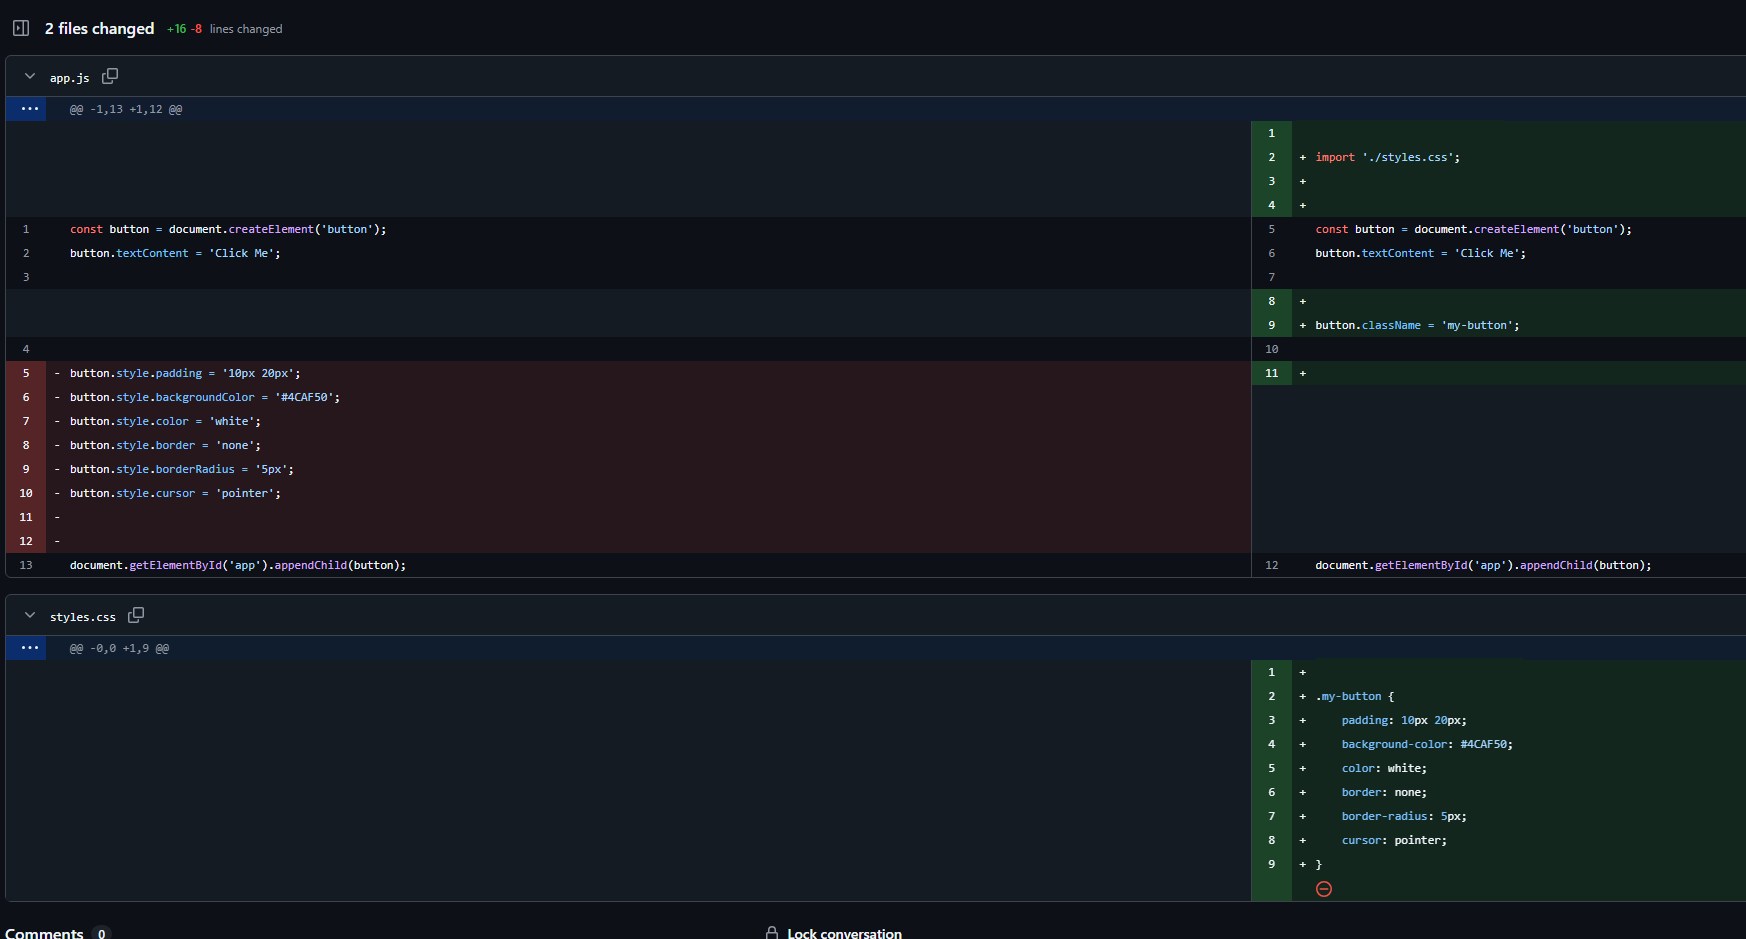 2 files changed +16 -8 lines changed
app.js
@@ -1,13 +1,12 @@
1
2 + import './styles.css';
3 +
4 +
1 const button = document.createElement('button'); 5 const button = document.createElement('button');
2 button.textContent = 'Click Me'; 6 button.textContent = 'Click Me';
3 7
8 +
9 + button.className = 'my-button';
4 10
5 - button.style.padding = '10px 20px'; 11 +
6 - button.style.backgroundColor = '#4CAF50';
7 - button.style.color = 'white';
8 - button.style.border = 'none';
9 - button.style.borderRadius = '5px';
10 - button.style.cursor = 'pointer';
11 -
12 -
13 document.getElementById('app').appendChild(button); 12 document.getElementById('app').appendChild(button);
styles.css
@@ -0,0 +1,9 @@
1 +
2 + .my-button {
3 + padding: 10px 20px;
4 + background-color: #4CAF50;
5 + color: white;
6 + border: none;
7 + border-radius: 5px;
8 + cursor: pointer;
9 + }
Comments 0 Lock conversation